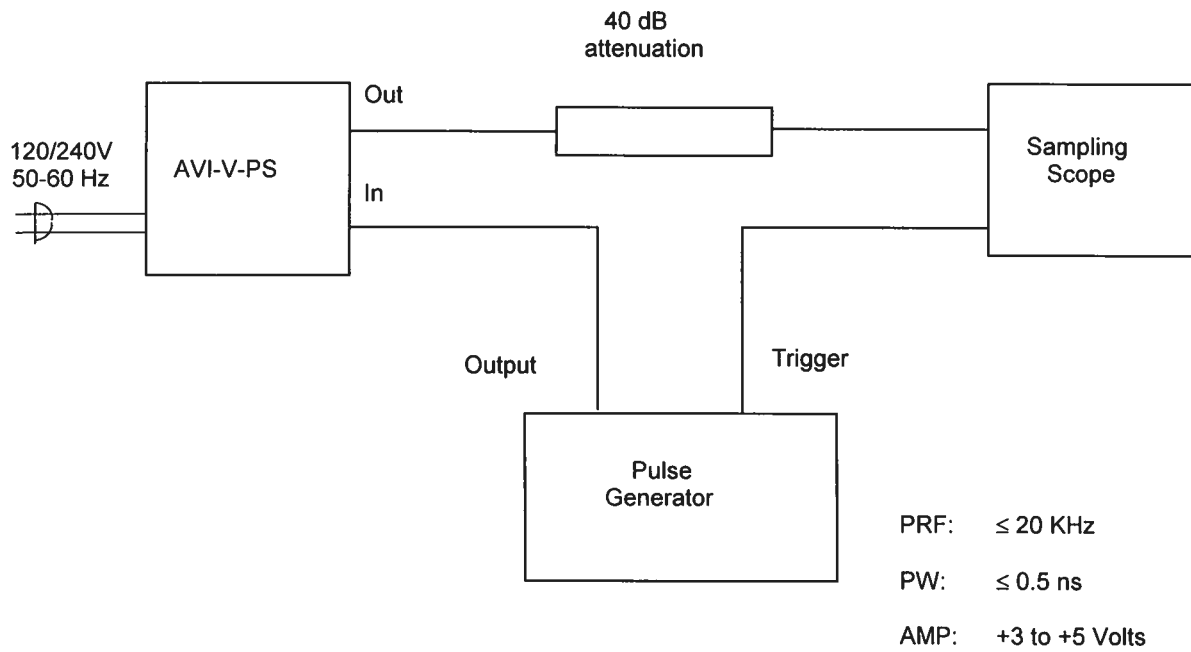 40 dB
attenuation
Out
120/240V
50-60 Hz
AVI-V-PS
In
Sampling
Scope
Output
Trigger
Pulse
Generator
PRF: ≤ 20 KHz
PW: ≤ 0.5 ns
AMP: +3 to +5 Volts